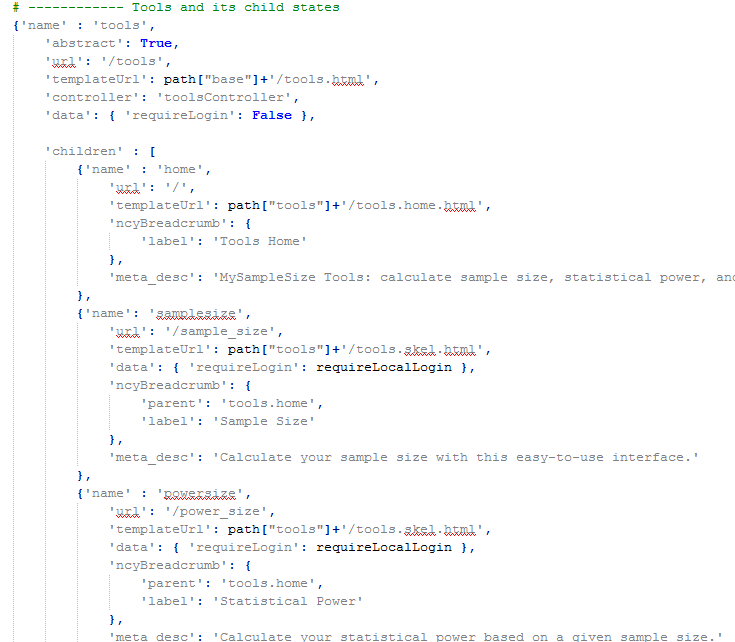 # ------------ Tools and its child states
{'name' : 'tools',
    'abstract': True,
    'url': '/tools',
    'templateUrl': path["base"]+'/tools.html',
    'controller': 'toolsController',
    'data': { 'requireLogin': False },

    'children' : [
        {'name' : 'home',
            'url': '/',
            'templateUrl': path["tools"]+'/tools.home.html',
            'ncyBreadcrumb': {
                'label': 'Tools Home'
            },
            'meta_desc': 'MySampleSize Tools: calculate sample size, statistical power, and
        },
        {'name': 'samplesize',
            'url': '/sample_size',
            'templateUrl': path["tools"]+'/tools.skel.html',
            'data': { 'requireLogin': requireLocalLogin },
            'ncyBreadcrumb': {
                'parent': 'tools.home',
                'label': 'Sample Size'
            },
            'meta_desc': 'Calculate your sample size with this easy-to-use interface.'
        },
        {'name' : 'powersize',
            'url': '/power_size',
            'templateUrl': path["tools"]+'/tools.skel.html',
            'data': { 'requireLogin': requireLocalLogin },
            'ncyBreadcrumb': {
                'parent': 'tools.home',
                'label': 'Statistical Power'
            },
            'meta_desc': 'Calculate your statistical power based on a given sample size.'